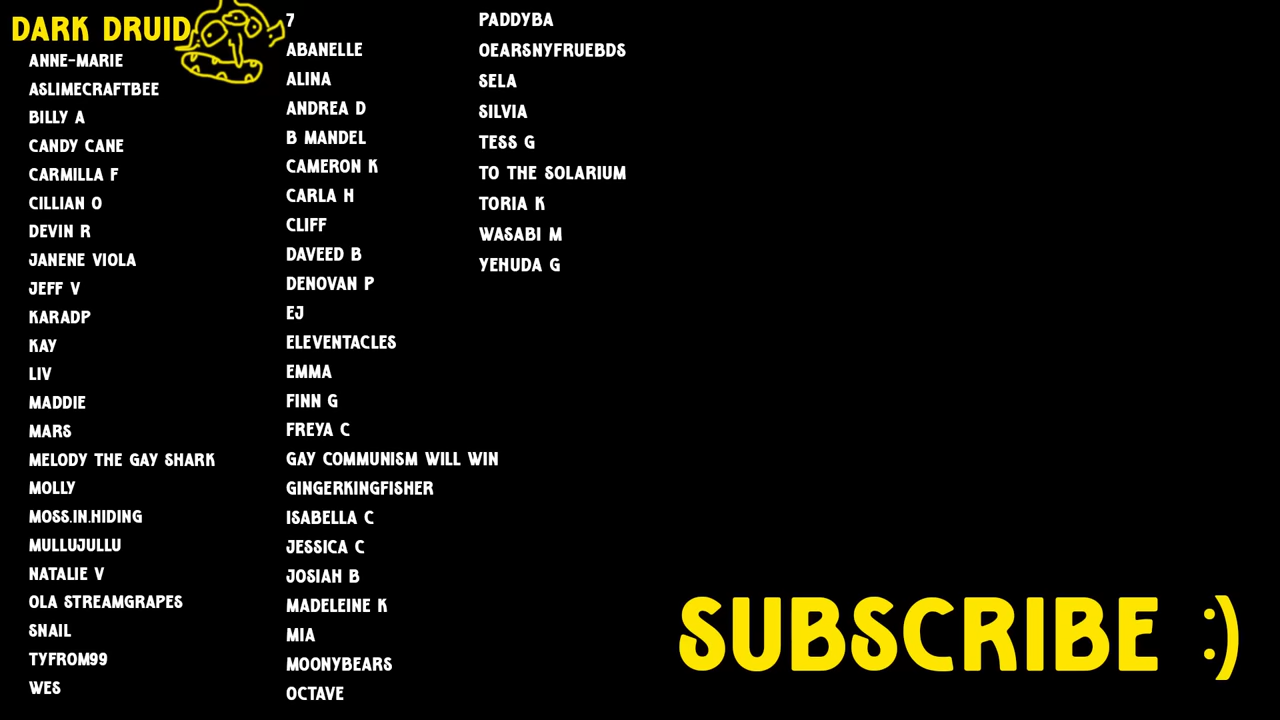 DARK DRUID
ANNE-MARIE
ASLIMECRAFTBEE
BILLY A
CANDY CANE
CARMILLA F
CILLIAN O
DEVIN R
JANENE VIOLA
JEFF V
KARADP
KAY
LIV
MADDIE
MARS
MELODY THE GAY SHARK
MOLLY
MOSS.IN.HIDING
MULLUJULLU
NATALIE V
OLA STREAMGRAPES
SNAIL
TYFROM99
WES
7
ABANELLE
ALINA
ANDREA D
B MANDEL
CAMERON K
CARLA H
CLIFF
DAVEED B
DENOVAN P
EJ
ELEVENTACLES
EMMA
FINN G
FREYA C
GAY COMMUNISM WILL WIN
GINGERKINGFISHER
ISABELLA C
JESSICA C
JOSIAH B
MADELEINE K
MIA
MOONYBEARS
OCTAVE
PADDYBA
OEARSNYFRUEBDS
SELA
SILVIA
TESS G
TO THE SOLARIUM
TORIA K
WASABI M
YEHUDA G
SUBSCRIBE :)